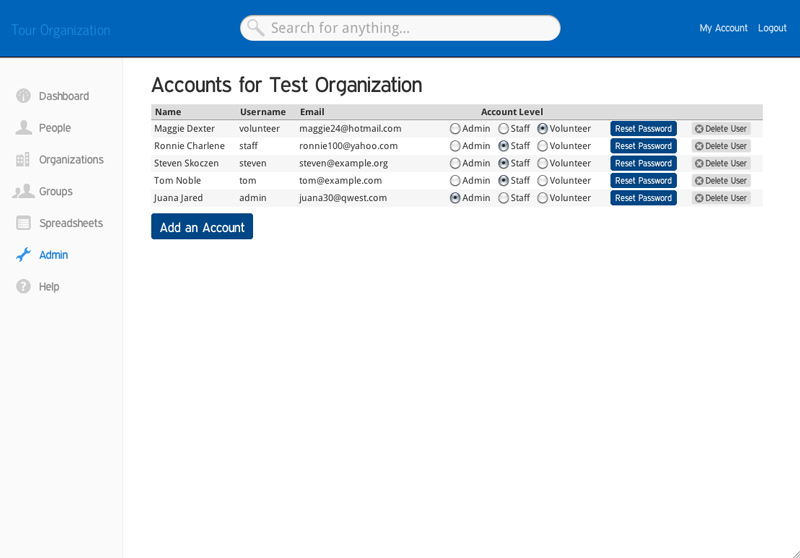 Tour Organization
Search for anything...
My Account Logout
Dashboard
People
Organizations
Groups
Spreadsheets
Admin
Help
Accounts for Test Organization
Name Username Email Account Level
Maggie Dexter volunteer maggie24@hotmail.com Admin Staff Volunteer Reset Password Delete User
Ronnie Charlene staff ronnie100@yahoo.com Admin Staff Volunteer Reset Password Delete User
Steven Skoczen steven steven@example.org Admin Staff Volunteer Reset Password Delete User
Tom Noble tom tom@example.com Admin Staff Volunteer Reset Password Delete User
Juana Jared admin juana30@qwest.com Admin Staff Volunteer Reset Password Delete User
Add an Account